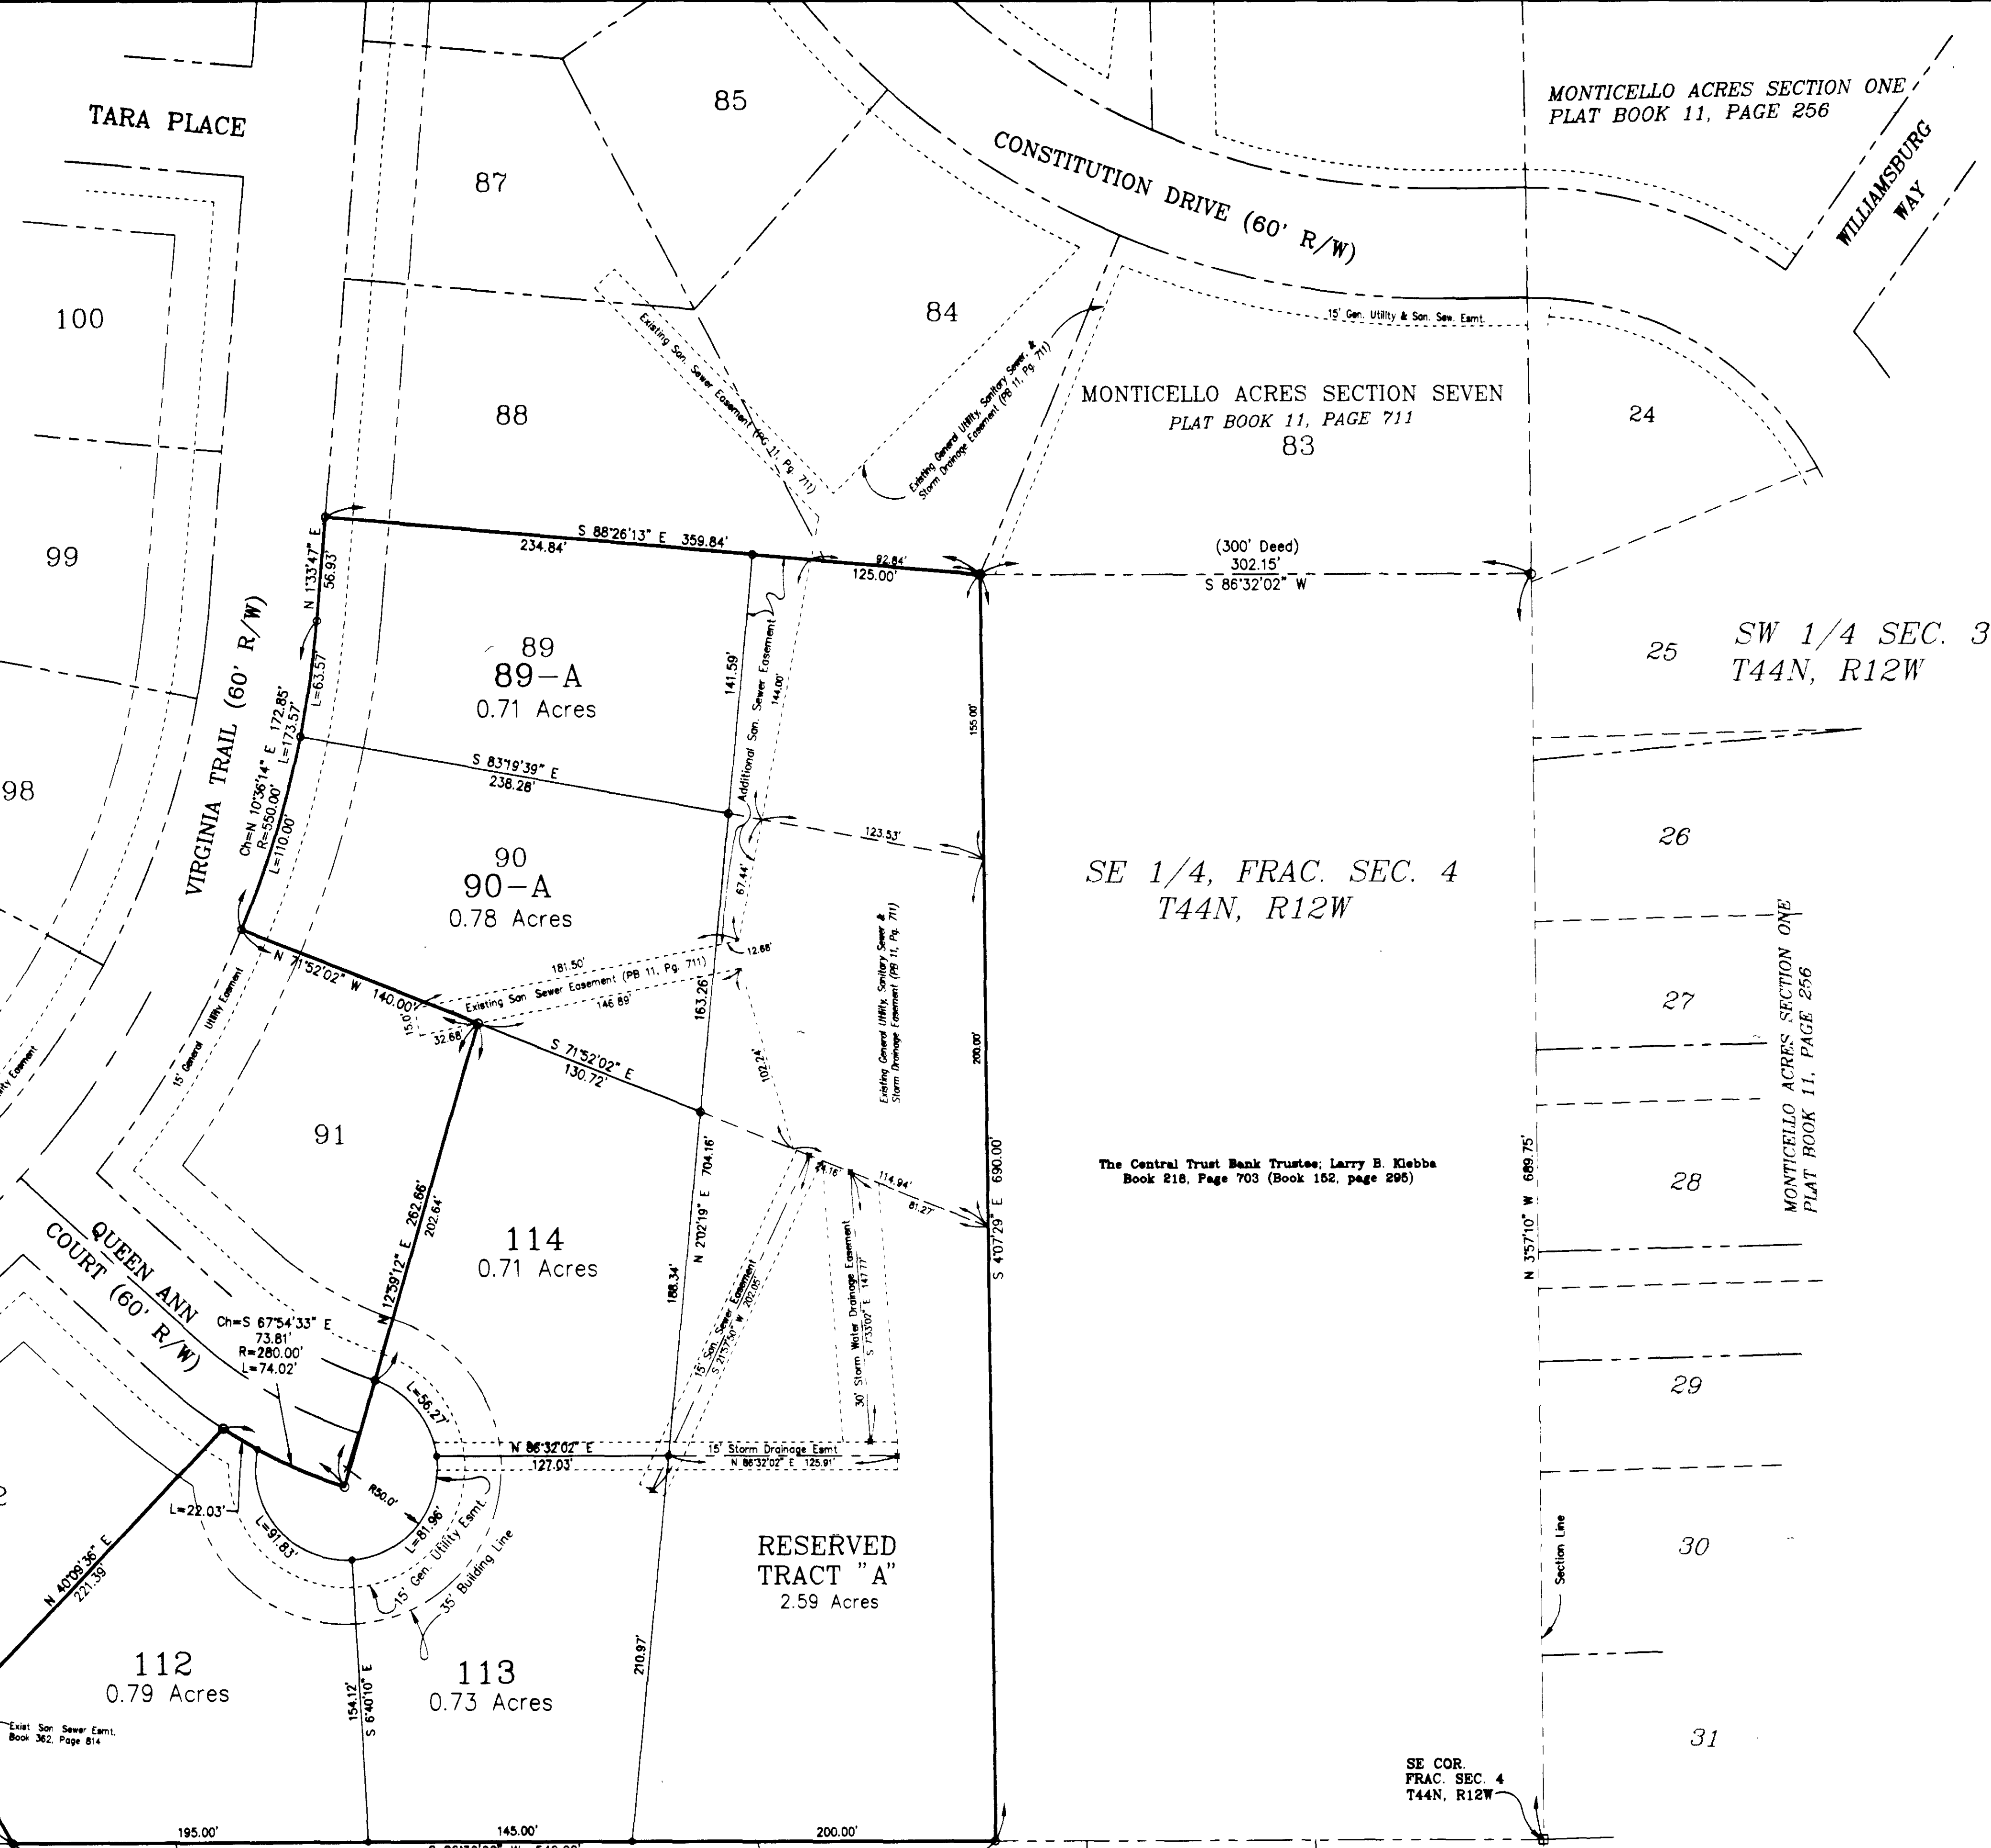 TARA PLACE
85
87
CONSTITUTION DRIVE (60' R/W)
MONTICELLO ACRES SECTION ONE
PLAT BOOK 11, PAGE 256
WILLIAMSBURG
WAY
100
88
84
Existing San. Sewer Easement (PG 11, Pg. 711)
Existing General Utility, Sanitary Sewer, &
Storm Drainage Easement (PB 11, Pg. 711)
15' Gen. Utility & San. Sew. Esmt.
MONTICELLO ACRES SECTION SEVEN
PLAT BOOK 11, PAGE 711
83
24
99
S 88°26'13" E 359.84'
234.84'
92.84'
125.00'
(300' Deed)
302.15'
S 86°32'02" W
N 1°33'47" E
56.93'
VIRGINIA TRAIL (60' R/W)
L=63.57'
Ch=N 10°36'14" E 172.85'
R=550.00' L=173.57'
L=110.00'
89
89-A
0.71 Acres
141.59'
Additional San. Sewer Easement
144.00'
155.00'
25
SW 1/4 SEC. 3
T44N, R12W
98
S 83°19'39" E
238.28'
123.53'
26
90
90-A
0.78 Acres
67.44'
SE 1/4, FRAC. SEC. 4
T44N, R12W
N 71°52'02" W 140.00'
181.50'
Existing San Sewer Easement (PB 11, Pg. 711)
146.89'
12.68'
15.0'
32.68'
163.26'
Existing General Utility, Sanitary Sewer &
Storm Drainage Easement (PB 11, Pg. 711)
200.00'
27
MONTICELLO ACRES SECTION ONE
PLAT BOOK 11, PAGE 256
15' General Utility Easment
S 71°52'02" E
130.72'
102.24'
91
N 2°02'19" E 704.16'
24.16'
114.94'
81.27'
S 4°07'29" E 690.00'
The Central Trust Bank Trustee; Larry B. Klebba
Book 218, Page 703 (Book 152, page 295)
N 3°57'10" W 689.75'
28
QUEEN ANN
COURT (60' R/W)
N 12°59'12" E 262.66'
202.64'
114
0.71 Acres
188.34'
15' San. Sewer Easement
S 21°57'50" W 202.05'
30' Storm Water Drainage Easement
S 7°33'02" E 147.77'
Ch=S 67°54'33" E
73.81'
R=280.00'
L=74.02'
29
L=56.27'
N 86°32'02" E
127.03'
15' Storm Drainage Esmt
N 86°32'02" E 125.91'
R50.0'
L=22.03'
L=91.83'
L=81.96'
15' Gen. Utility Esmt.
35' Building Line
N 40°09'36" E
221.39'
RESERVED
TRACT "A"
2.59 Acres
Section Line
30
112
0.79 Acres
154.12'
S 6°40'10" E
113
0.73 Acres
210.97'
Exist San Sewer Esmt.
Book 362, Page 814
31
SE COR.
FRAC. SEC. 4
T44N, R12W
195.00'
145.00'
200.00'